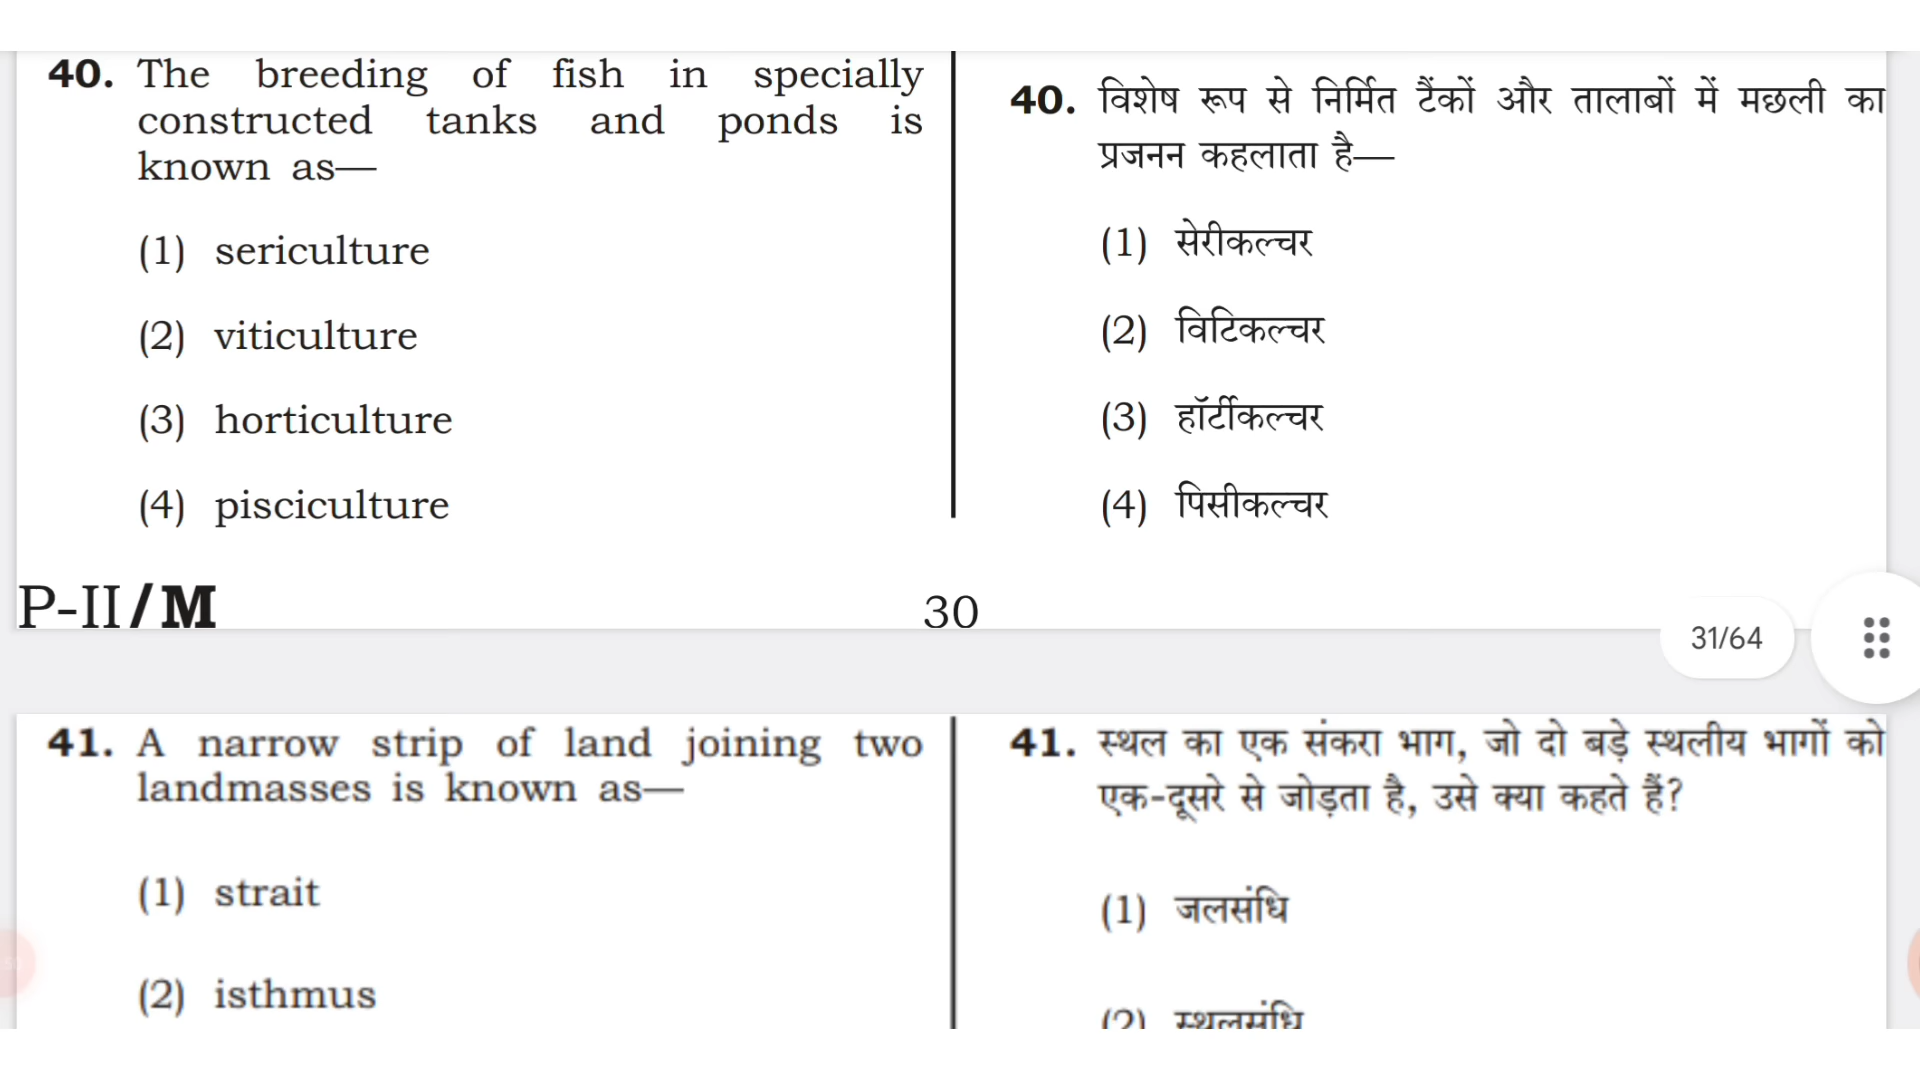 40. The breeding of fish in specially
constructed tanks and ponds is
known as—
(1) sericulture
(2) viticulture
(3) horticulture
(4) pisciculture
40. विशेष रूप से निर्मित टैंकों और तालाबों में मछली का
प्रजनन कहलाता है—
(1) सेरीकल्चर
(2) विटिकल्चर
(3) हॉर्टीकल्चर
(4) पिसीकल्चर
P-II/M
30
31/64
41. A narrow strip of land joining two
landmasses is known as—
(1) strait
(2) isthmus
41. स्थल का एक संकरा भाग, जो दो बड़े स्थलीय भागों को
एक-दूसरे से जोड़ता है, उसे क्या कहते हैं?
(1) जलसंधि
(2) स्थलसंधि